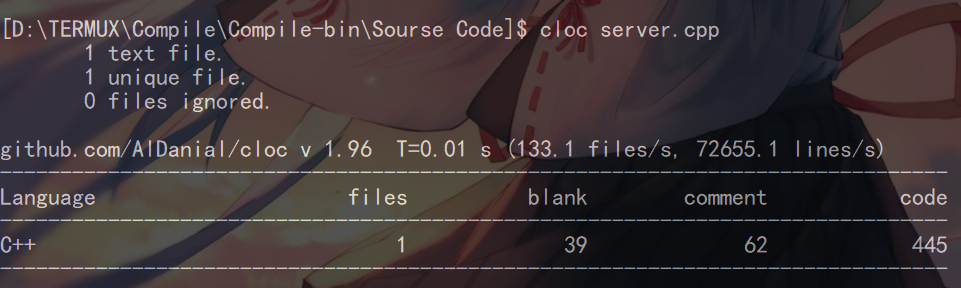 [D:\TERMUX\Compile\Compile-bin\Sourse Code]$ cloc server.cpp
1 text file.
1 unique file.
0 files ignored.
github.com/AlDanial/cloc v 1.96 T=0.01 s (133.1 files/s, 72655.1 lines/s)
-------------------------------------------------------------------------------
Language files blank comment code
-------------------------------------------------------------------------------
C++ 1 39 62 445
-------------------------------------------------------------------------------